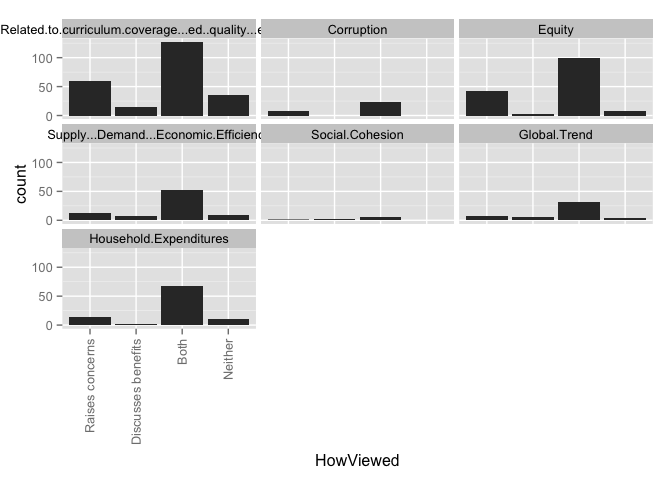 Related.to.curriculum.coverage...ed..quality...e
Corruption
Equity
100
50
0
Supply...Demand...Economic.Efficienc
Social.Cohesion
Global.Trend
100
50
0
Household.Expenditures
100
50
0
count
Raises concerns
Discusses benefits
Both
Neither
HowViewed